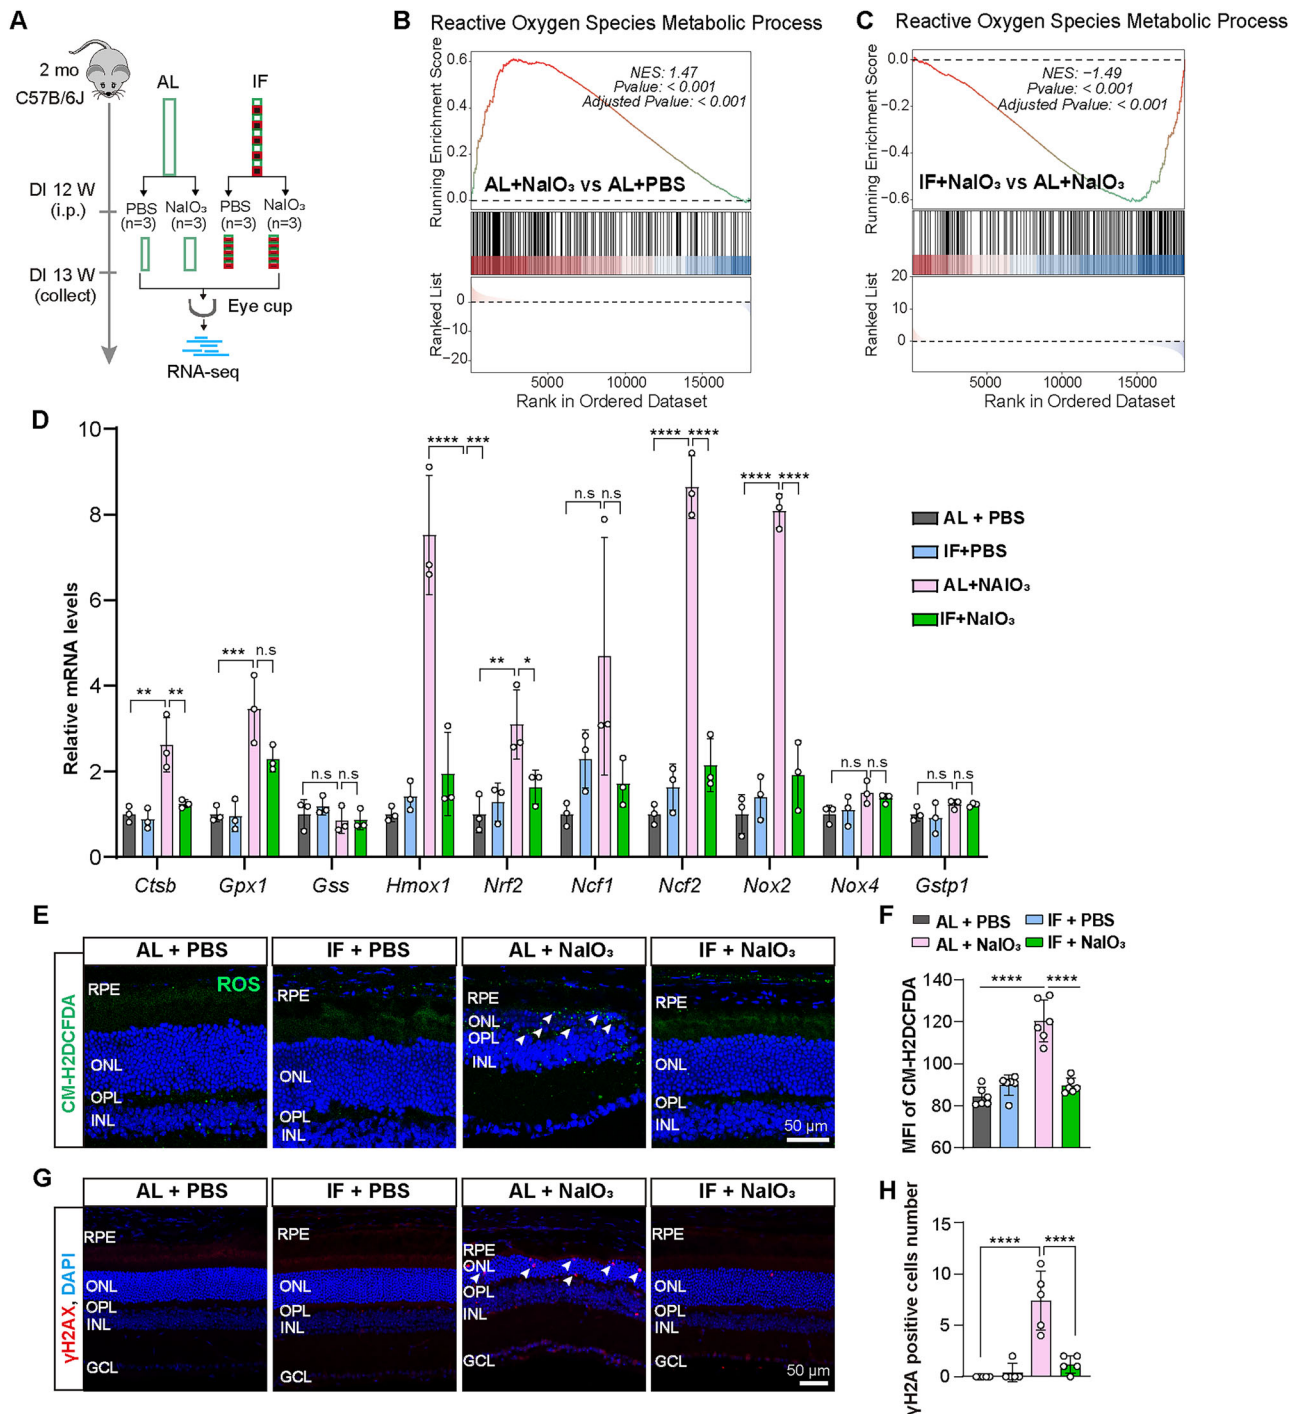 A
2 mo
C57B/6J
AL
IF
DI 12 W
(i.p.)
PBS
(n=3)
NaIO₃
(n=3)
PBS
(n=3)
NaIO₃
(n=3)
DI 13 W
(collect)
Eye cup
RNA-seq
B
Reactive Oxygen Species Metabolic Process
Running Enrichment Score
0.6
0.4
0.2
0.0
NES: 1.47
Pvalue: < 0.001
Adjusted Pvalue: < 0.001
AL+NaIO₃ vs AL+PBS
Ranked List
0
−10
−20
5000
10000
15000
Rank in Ordered Dataset
C
Reactive Oxygen Species Metabolic Process
Running Enrichment Score
0.0
−0.2
−0.4
−0.6
NES: −1.49
Pvalue: < 0.001
Adjusted Pvalue: < 0.001
IF+NaIO₃ vs AL+NaIO₃
Ranked List
20
10
0
5000
10000
15000
Rank in Ordered Dataset
D
Relative mRNA levels
10
8
6
4
2
0
** **
*** n.s
n.s n.s
**** ***
** *
n.s n.s
**** ****
**** ****
n.s n.s
n.s n.s
Ctsb
Gpx1
Gss
Hmox1
Nrf2
Ncf1
Ncf2
Nox2
Nox4
Gstp1
AL + PBS
IF+PBS
AL+NAIO₃
IF+NaIO₃
E
CM-H2DCFDA
AL + PBS
IF + PBS
AL + NaIO₃
IF + NaIO₃
ROS
RPE
ONL
OPL
INL
RPE
ONL
OPL
INL
RPE
ONL
OPL
INL
RPE
ONL
OPL
INL
50 µm
F
AL + PBS
IF + PBS
AL + NaIO₃
IF + NaIO₃
MFI of CM-H2DCFDA
140
120
100
80
60
**** ****
G
γH2AX, DAPI
AL + PBS
IF + PBS
AL + NaIO₃
IF + NaIO₃
RPE
ONL
OPL
INL
GCL
RPE
ONL
OPL
INL
GCL
RPE
ONL
OPL
INL
GCL
RPE
ONL
OPL
INL
GCL
50 µm
H
γH2A positive cells number
15
10
5
0
**** ****